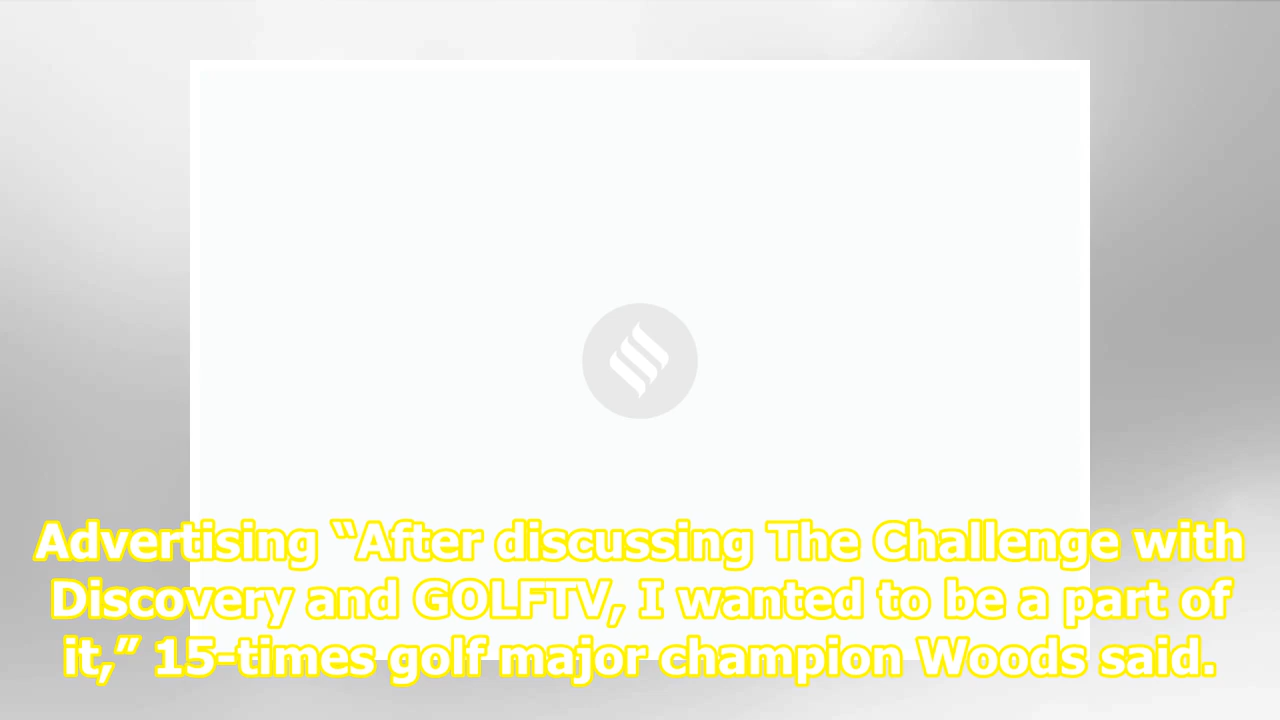 Advertising “After discussing The Challenge with
Discovery and GOLFTV, I wanted to be a part of
it,” 15-times golf major champion Woods said.